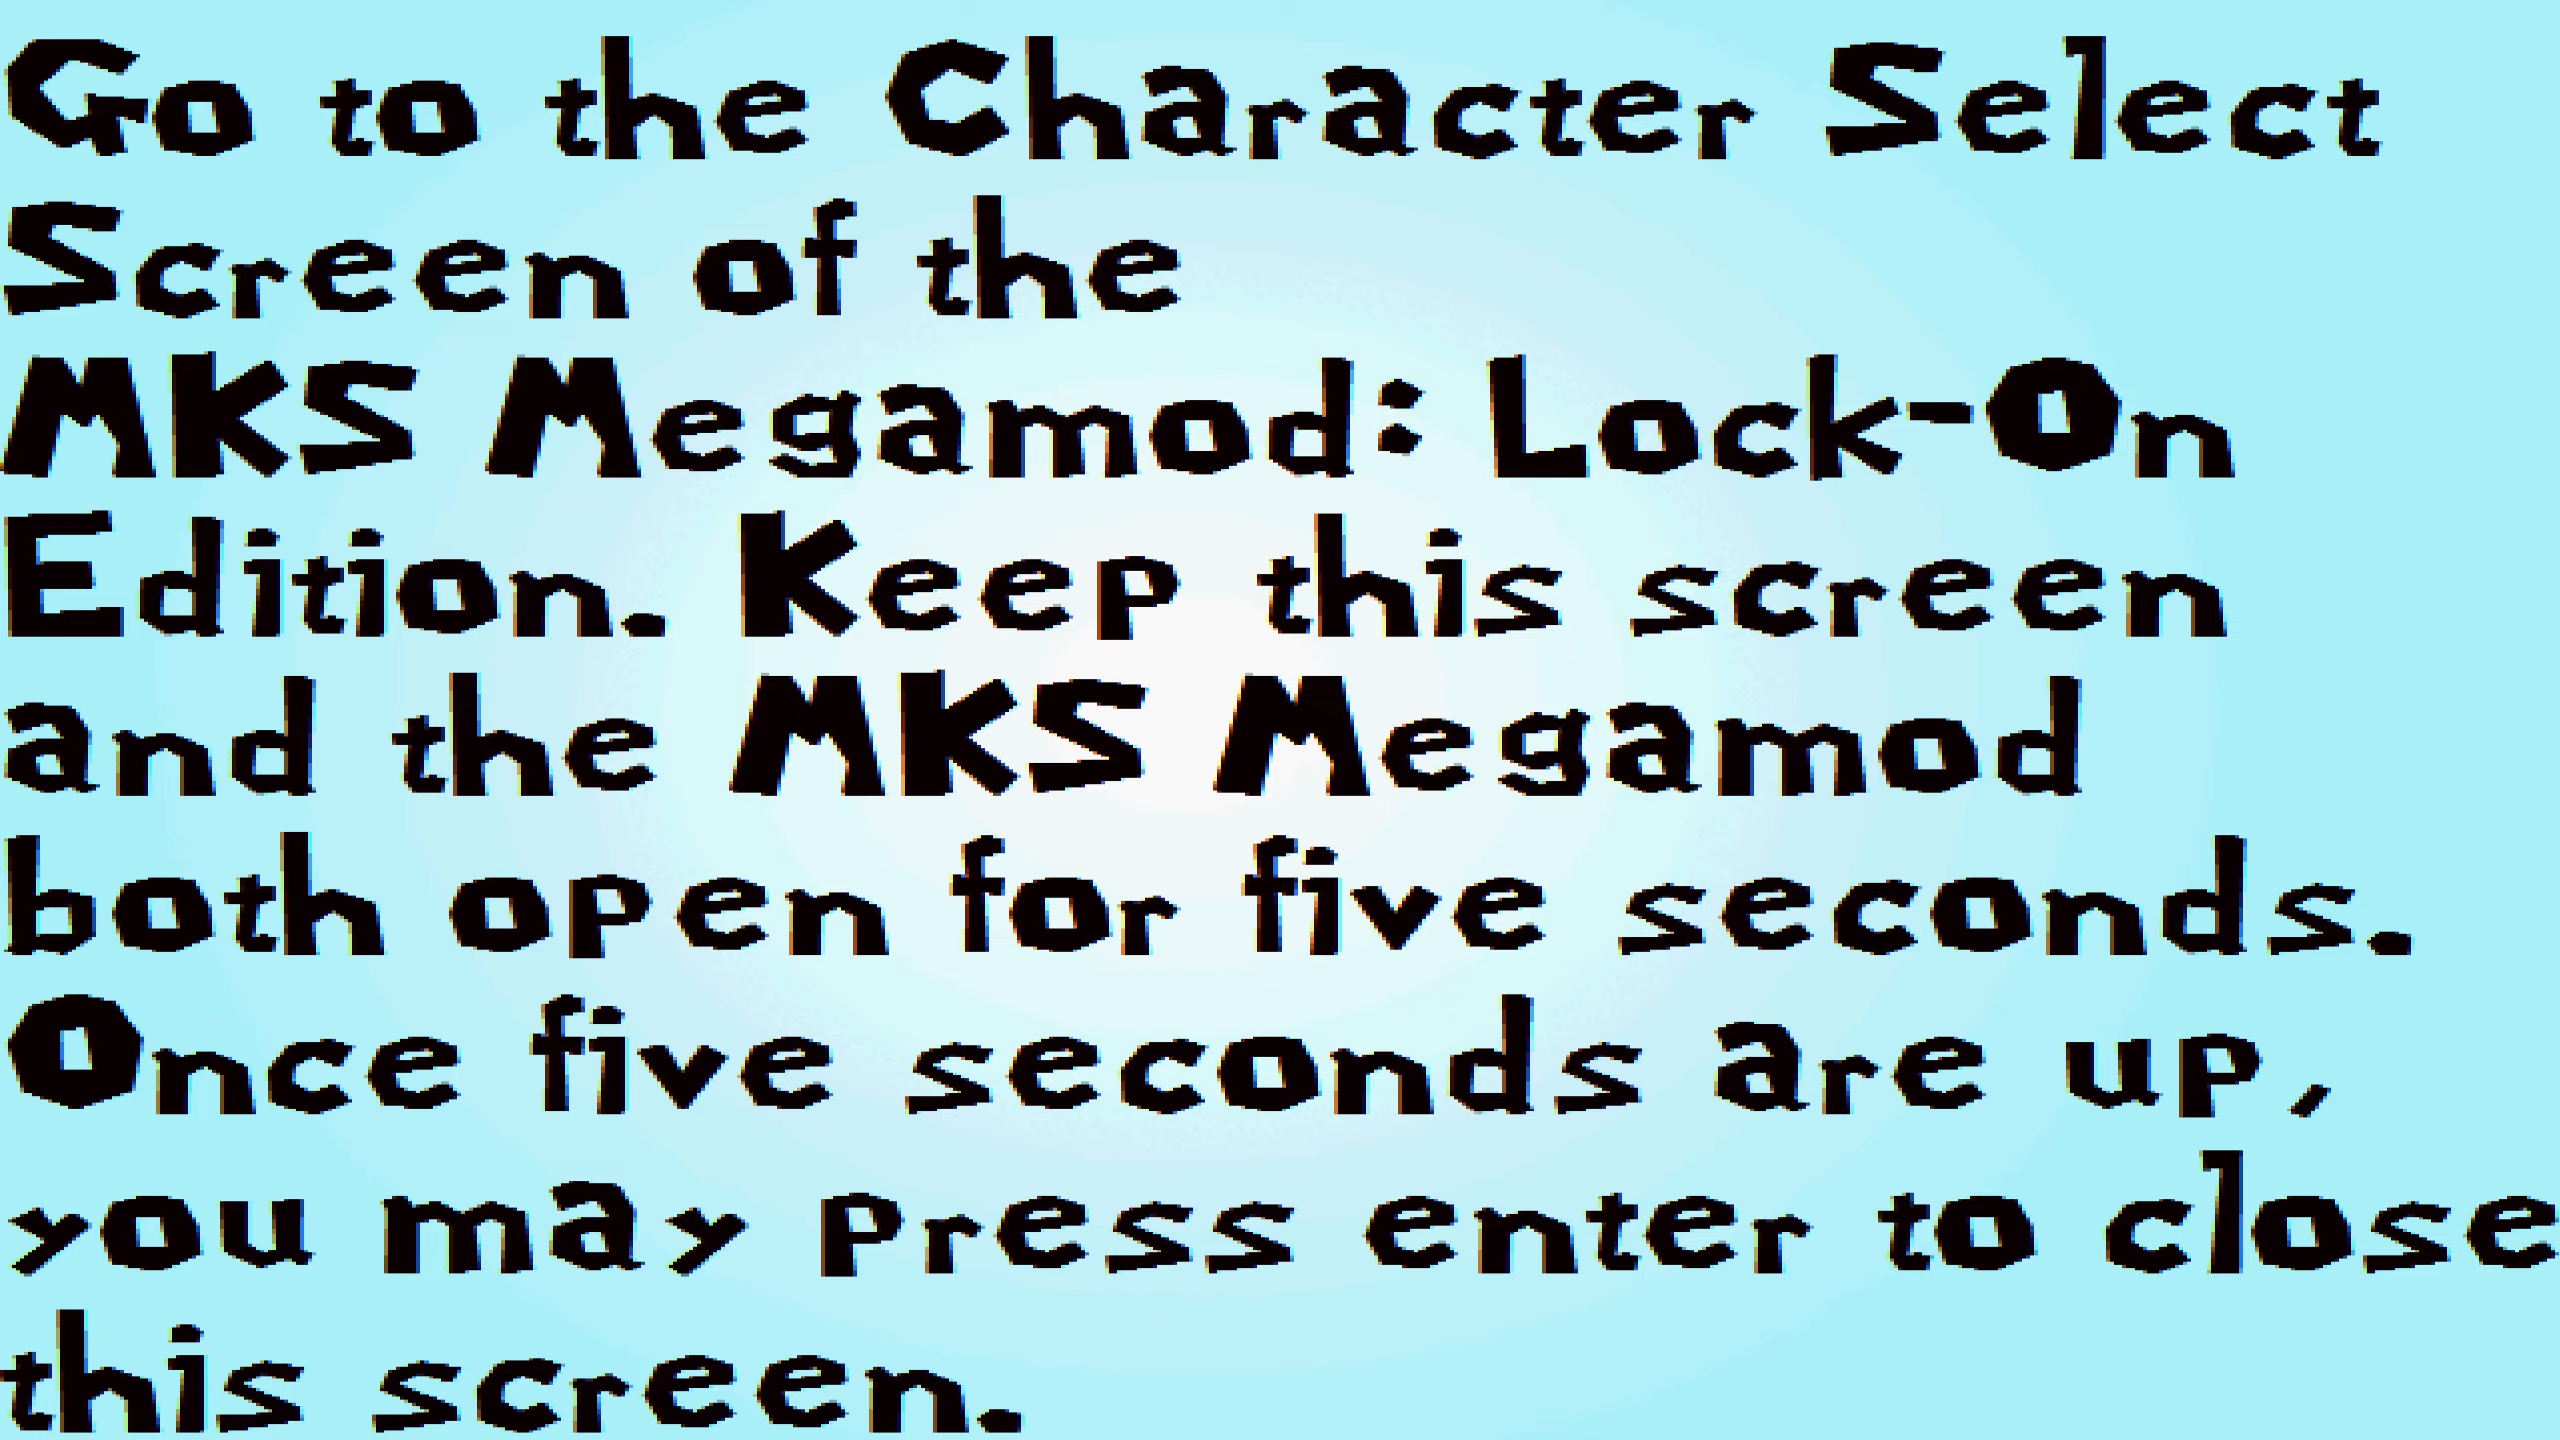 Go to the Character Select
Screen of the
MKS Megamod: Lock-On
Edition. Keep this screen
and the MKS Megamod
both open for five seconds.
Once five seconds are up,
you may press enter to close
this screen.